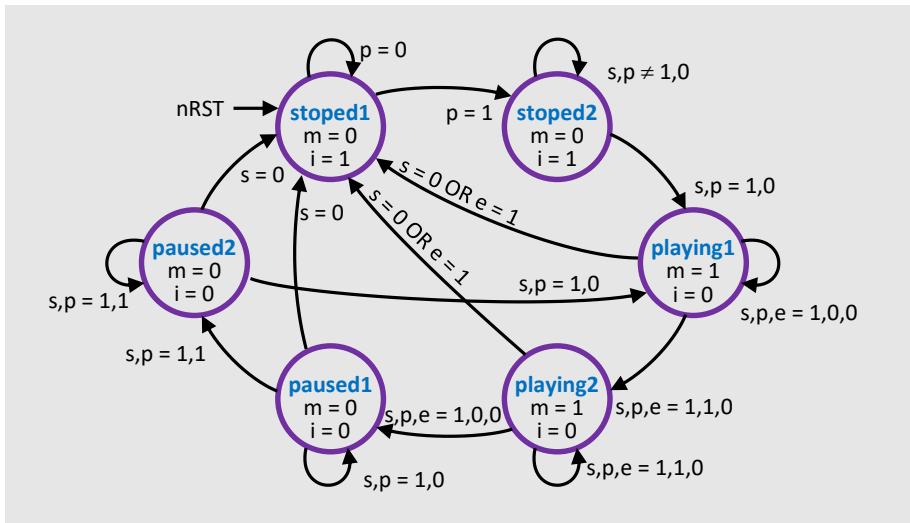 p = 0
s,p ≠ 1,0
nRST
stoped1
m = 0
i = 1
p = 1
stoped2
m = 0
i = 1
s = 0
s = 0
s = 0 OR e = 1
s = 0 OR e = 1
s,p = 1,0
paused2
m = 0
i = 0
playing1
m = 1
i = 0
s,p = 1,1
s,p = 1,0
s,p,e = 1,0,0
s,p = 1,1
paused1
m = 0
i = 0
s,p,e = 1,0,0
playing2
m = 1
i = 0
s,p,e = 1,1,0
s,p = 1,0
s,p,e = 1,1,0